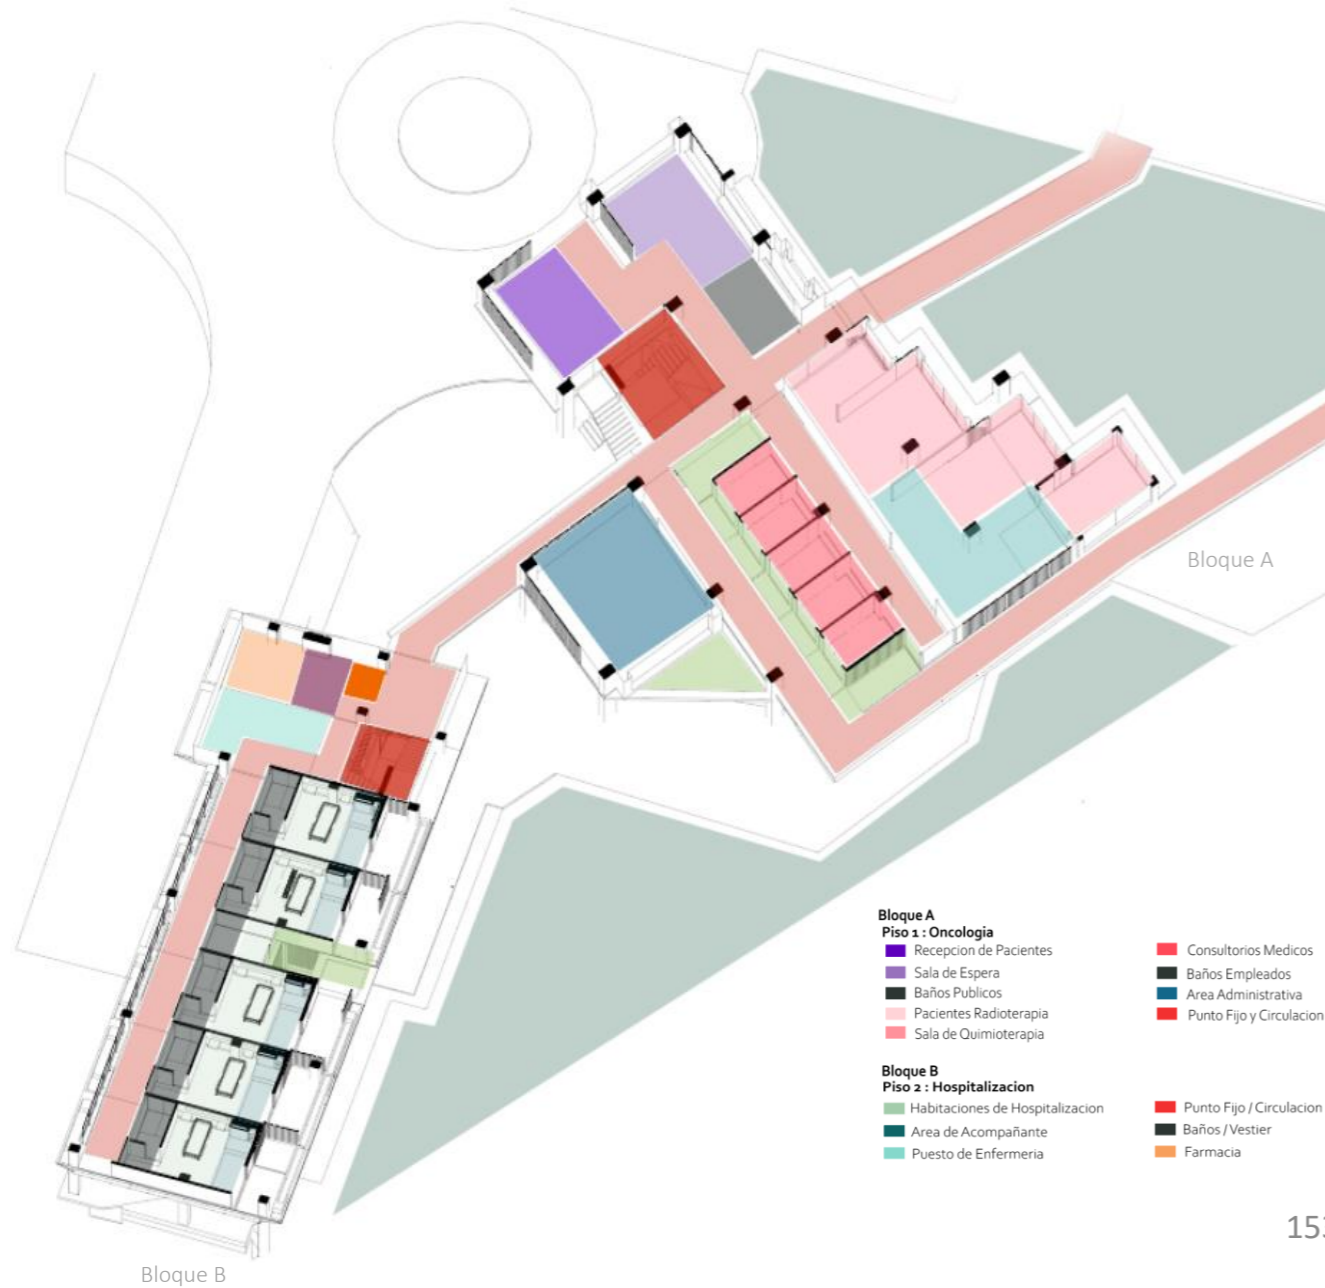 Bloque A
Bloque A
Piso 1 : Oncologia
Recepcion de Pacientes
Sala de Espera
Baños Publicos
Pacientes Radioterapia
Sala de Quimioterapia
Consultorios Medicos
Baños Empleados
Area Administrativa
Punto Fijo y Circulacion
Bloque B
Piso 2 : Hospitalizacion
Habitaciones de Hospitalizacion
Area de Acompañante
Puesto de Enfermeria
Punto Fijo / Circulacion
Baños / Vestier
Farmacia
153
Bloque B